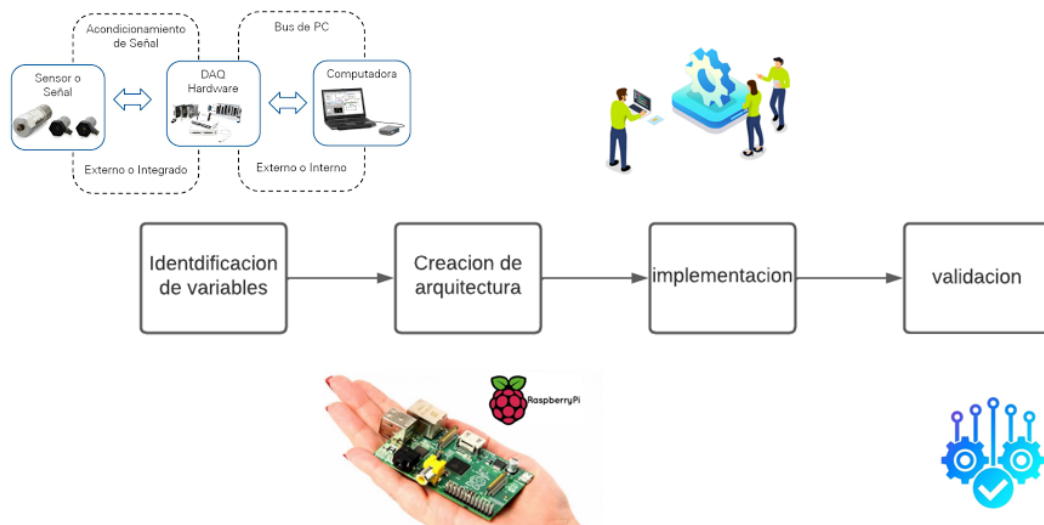 Acondicionamiento
de Señal
Bus de PC
Sensor o
Señal
DAQ
Hardware
Computadora
Externo o Integrado
Externo o Interno
Identdificacion
de variables
Creacion de
arquitectura
implementacion
validacion
RaspberryPi